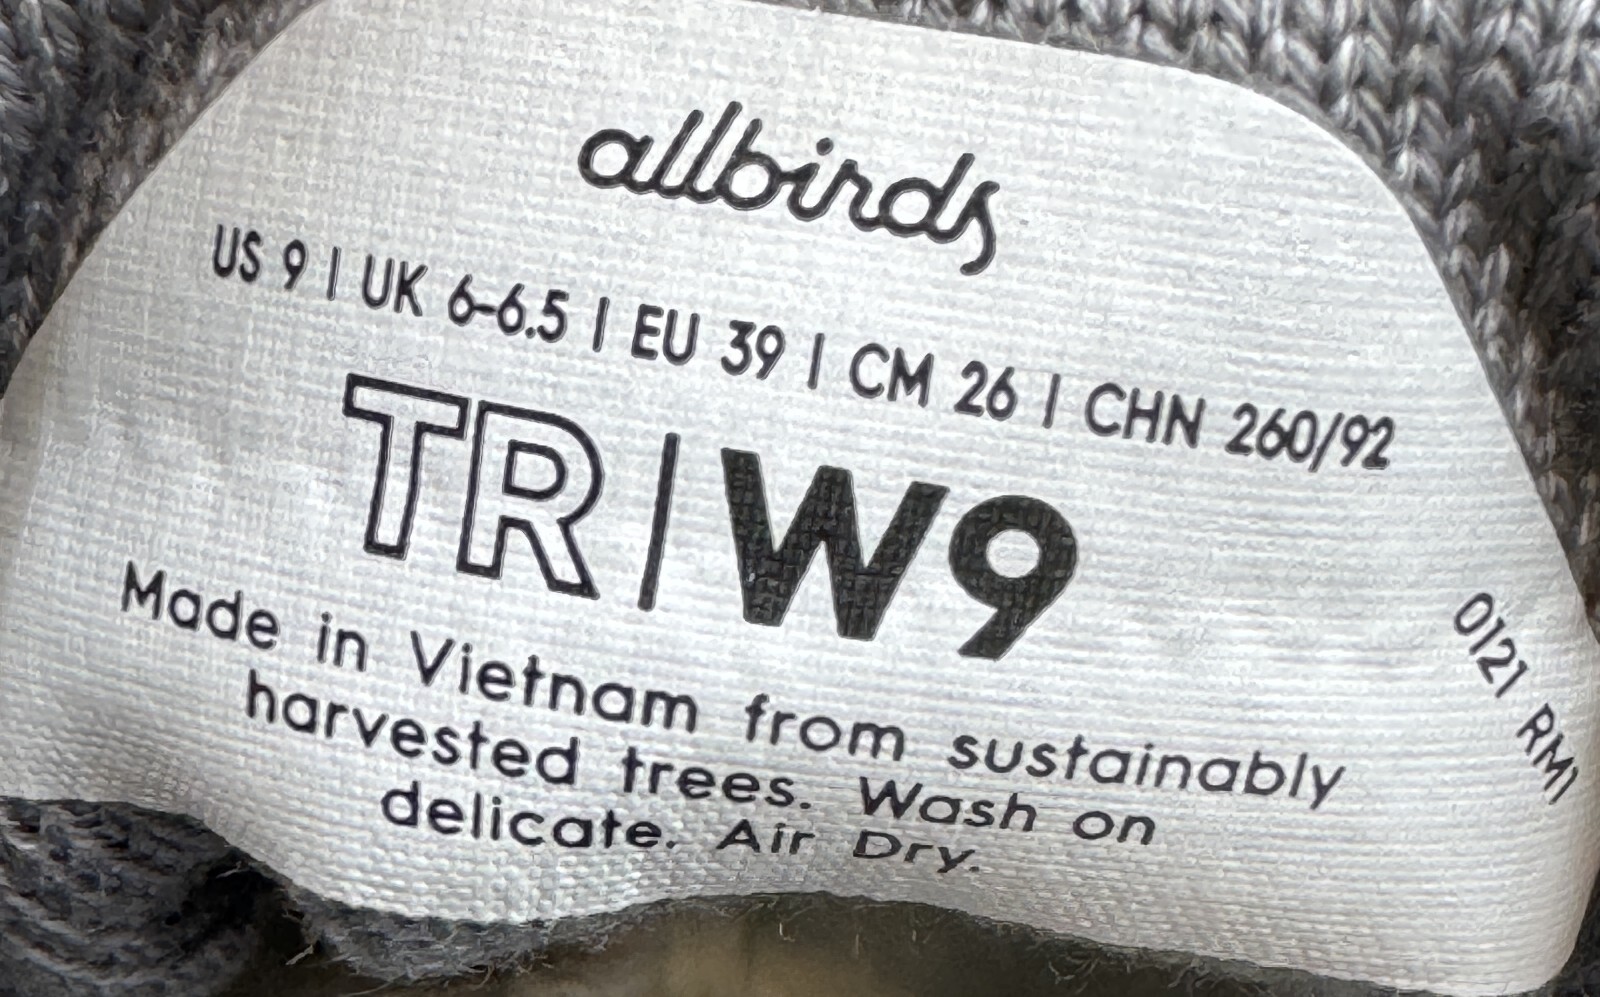 allbirds
US 9 | UK 6-6.5 | EU 39 | CM 26 | CHN 260/92
TR | W9
Made in Vietnam from sustainably
harvested trees. Wash on
delicate. Air Dry.
0121 RM1